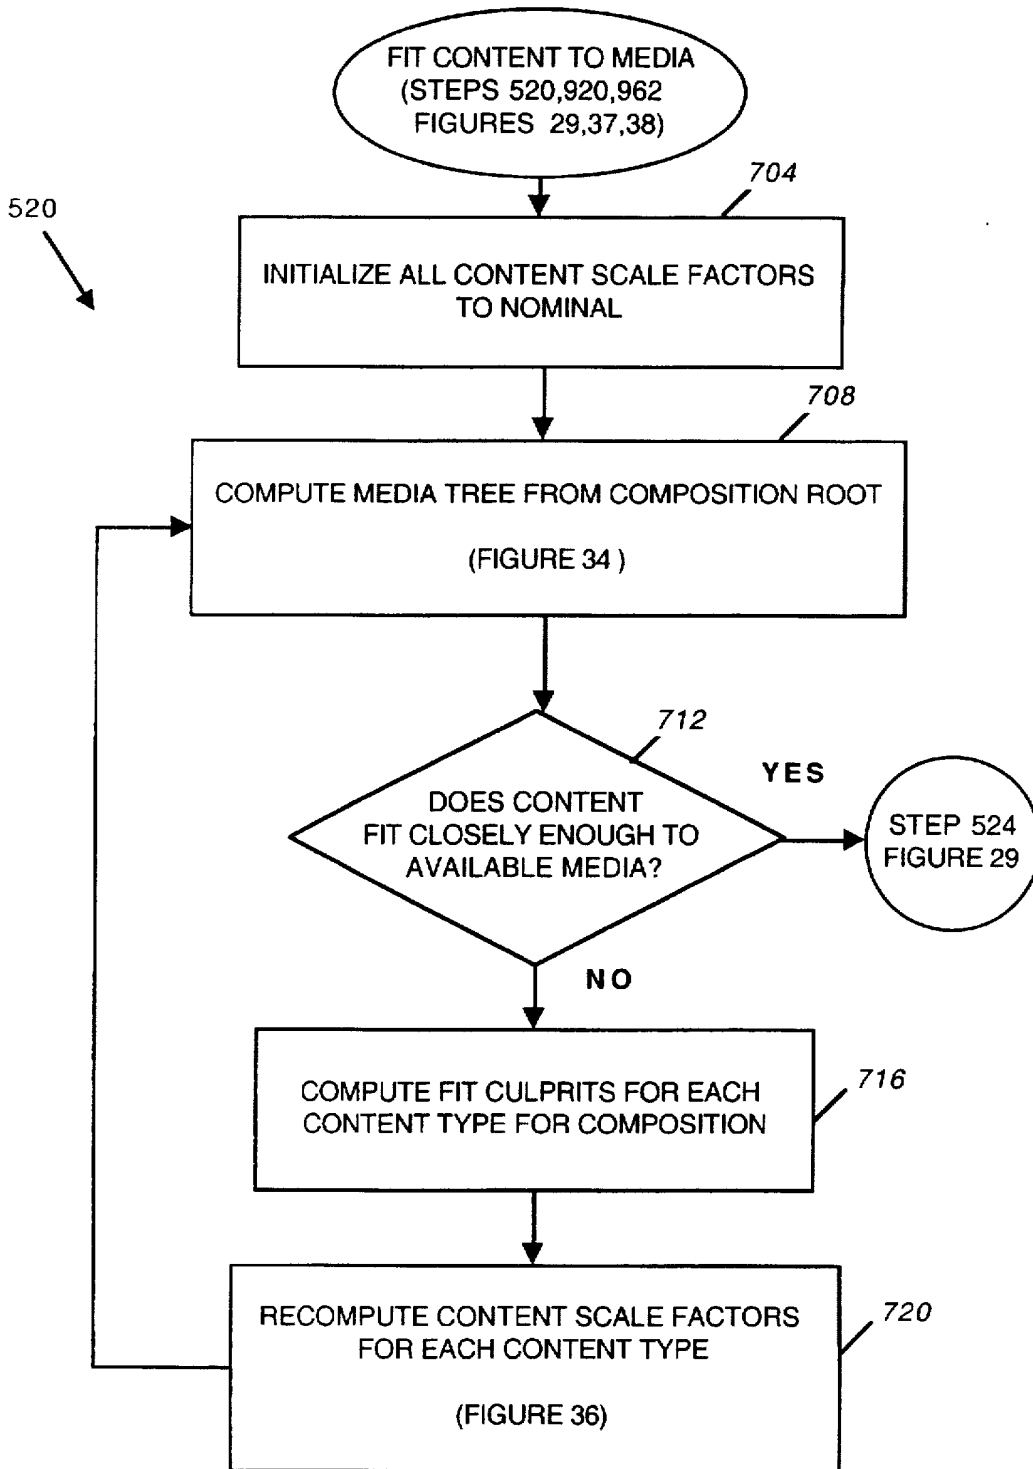 FIT CONTENT TO MEDIA
(STEPS 520,920,962
FIGURES 29,37,38)
520
704
INITIALIZE ALL CONTENT SCALE FACTORS
TO NOMINAL
708
COMPUTE MEDIA TREE FROM COMPOSITION ROOT
(FIGURE 34 )
712
DOES CONTENT
FIT CLOSELY ENOUGH TO
AVAILABLE MEDIA?
YES
STEP 524
FIGURE 29
NO
716
COMPUTE FIT CULPRITS FOR EACH
CONTENT TYPE FOR COMPOSITION
720
RECOMPUTE CONTENT SCALE FACTORS
FOR EACH CONTENT TYPE
(FIGURE 36)